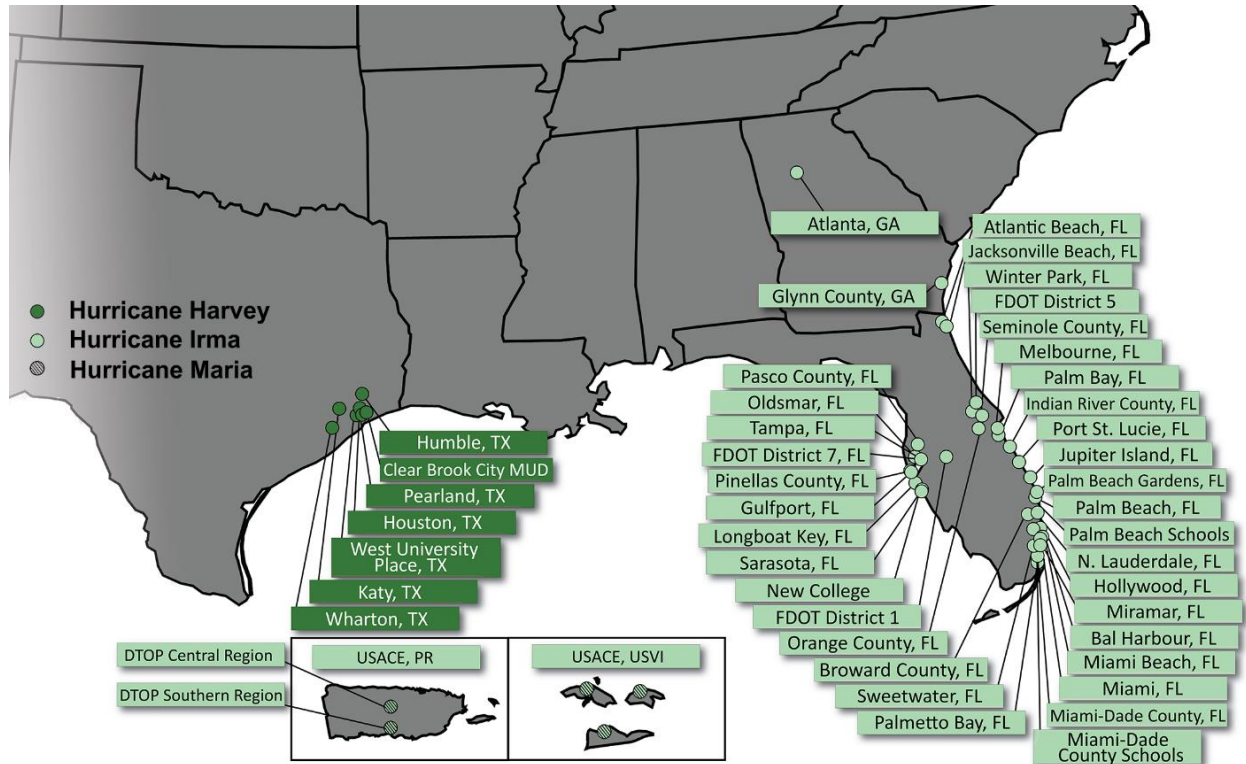 Atlanta, GA
Glynn County, GA
Atlantic Beach, FL
Jacksonville Beach, FL
Winter Park, FL
FDOT District 5
Seminole County, FL
Melbourne, FL
Palm Bay, FL
Indian River County, FL
Port St. Lucie, FL
Jupiter Island, FL
Palm Beach Gardens, FL
Palm Beach, FL
Palm Beach Schools
N. Lauderdale, FL
Hollywood, FL
Miramar, FL
Bal Harbour, FL
Miami Beach, FL
Miami, FL
Miami-Dade County, FL
Miami-Dade
County Schools
Hurricane Harvey
Hurricane Irma
Hurricane Maria
Pasco County, FL
Oldsmar, FL
Tampa, FL
FDOT District 7, FL
Pinellas County, FL
Gulfport, FL
Longboat Key, FL
Sarasota, FL
New College
FDOT District 1
Orange County, FL
Broward County, FL
Sweetwater, FL
Palmetto Bay, FL
Humble, TX
Clear Brook City MUD
Pearland, TX
Houston, TX
West University
Place, TX
Katy, TX
Wharton, TX
DTOP Central Region
DTOP Southern Region
USACE, PR
USACE, USVI